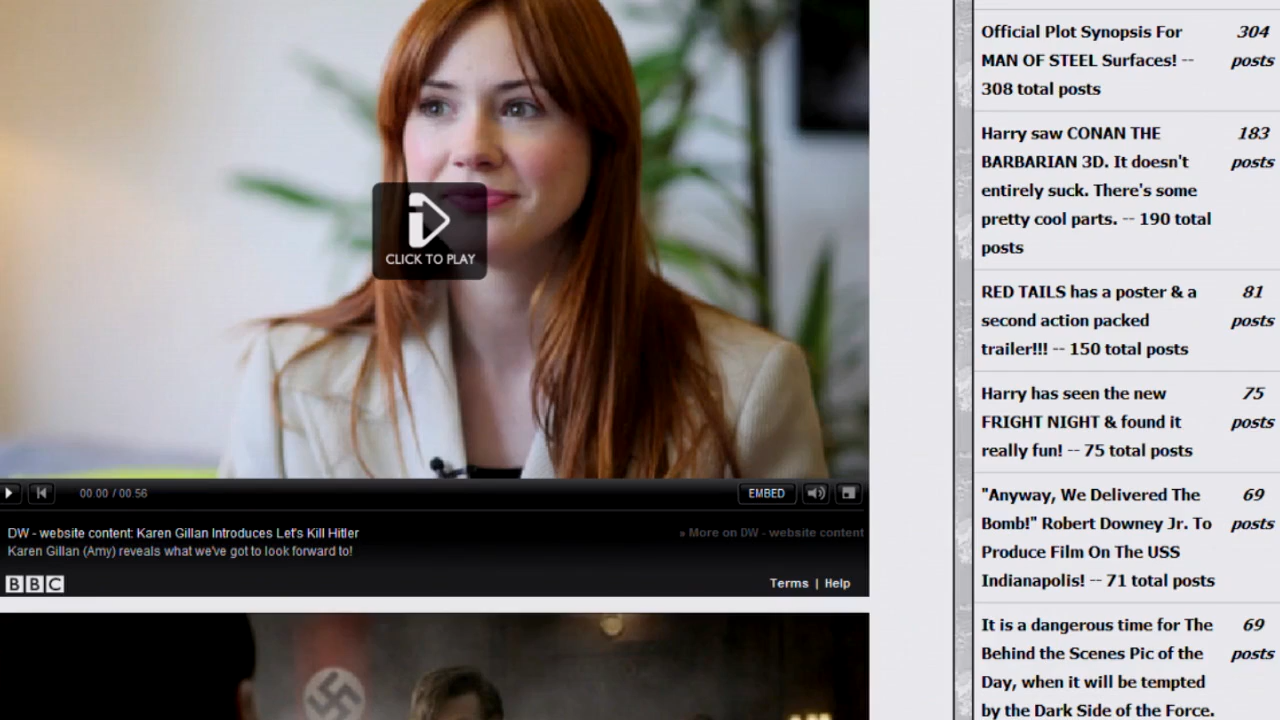 CLICK TO PLAY
00:00 / 00:56
EMBED
DW - website content: Karen Gillan Introduces Let's Kill Hitler
» More on DW - website content
Karen Gillan (Amy) reveals what we've got to look forward to!
BBC
Terms | Help
Official Plot Synopsis For
MAN OF STEEL Surfaces! --
308 total posts
304
posts
Harry saw CONAN THE
BARBARIAN 3D. It doesn't
entirely suck. There's some
pretty cool parts. -- 190 total
posts
183
posts
RED TAILS has a poster & a
second action packed
trailer!!! -- 150 total posts
81
posts
Harry has seen the new
FRIGHT NIGHT & found it
really fun! -- 75 total posts
75
posts
"Anyway, We Delivered The
Bomb!" Robert Downey Jr. To
Produce Film On The USS
Indianapolis! -- 71 total posts
69
posts
It is a dangerous time for The
Behind the Scenes Pic of the
Day, when it will be tempted
by the Dark Side of the Force.
69
posts